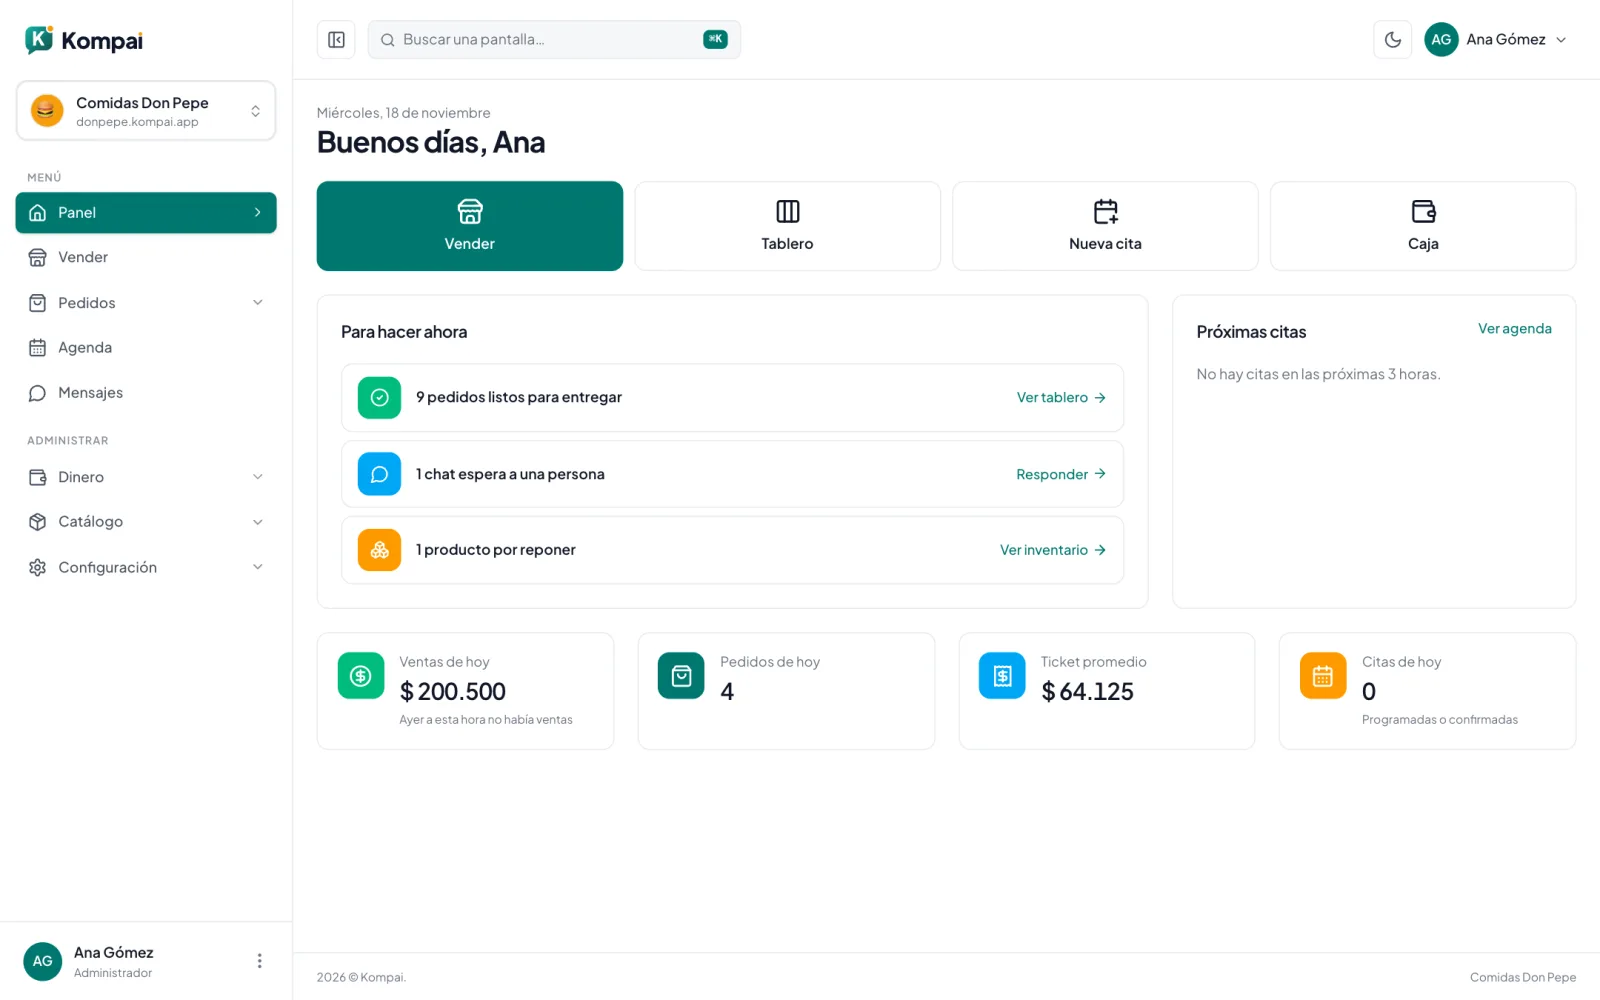 Kompai
Buscar una pantalla...
⌘K
AG
Ana Gómez
Comidas Don Pepe
donpepe.kompai.app
MENÚ
Panel
Vender
Pedidos
Agenda
Mensajes
ADMINISTRAR
Dinero
Catálogo
Configuración
AG
Ana Gómez
Administrador
Miércoles, 18 de noviembre
Buenos días, Ana
Vender
Tablero
Nueva cita
Caja
Para hacer ahora
9 pedidos listos para entregar
Ver tablero →
1 chat espera a una persona
Responder →
1 producto por reponer
Ver inventario →
Próximas citas
Ver agenda
No hay citas en las próximas 3 horas.
Ventas de hoy
$ 200.500
Ayer a esta hora no había ventas
Pedidos de hoy
4
Ticket promedio
$ 64.125
Citas de hoy
0
Programadas o confirmadas
2026 © Kompai.
Comidas Don Pepe